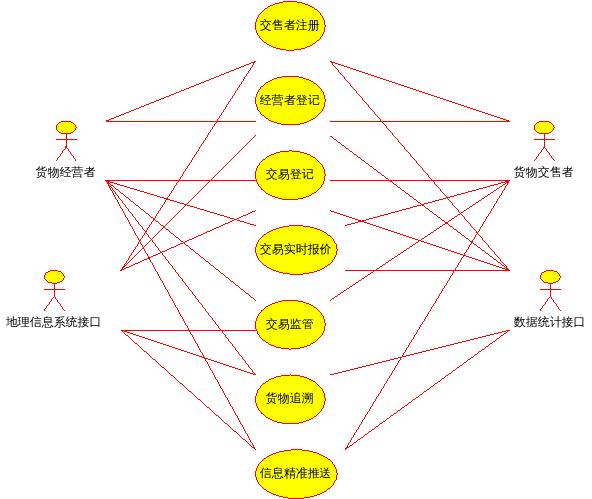 交售者注册
经营者登记
货物经营者
货物交售者
交易登记
交易实时报价
地理信息系统接口
交易监管
数据统计接口
货物追溯
信息精准推送